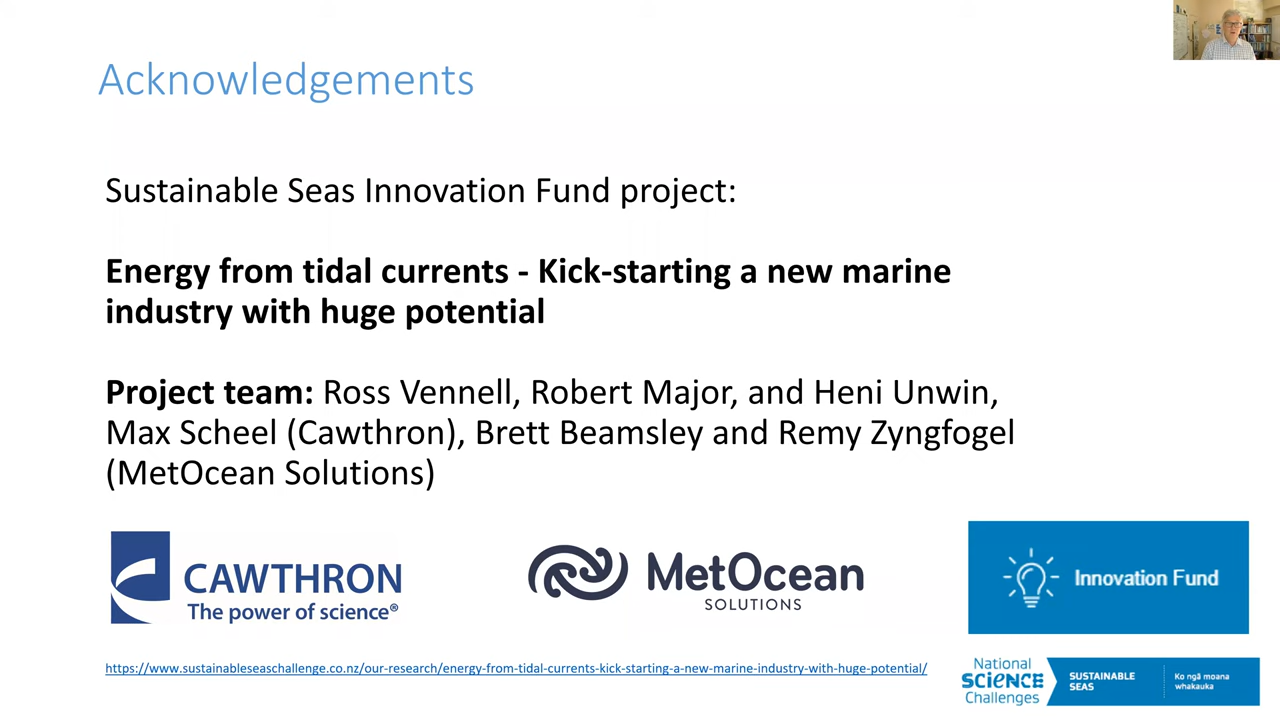 Acknowledgements
Sustainable Seas Innovation Fund project:
Energy from tidal currents - Kick-starting a new marine
industry with huge potential
Project team: Ross Vennell, Robert Major, and Heni Unwin,
Max Scheel (Cawthron), Brett Beamsley and Remy Zyngfogel
(MetOcean Solutions)
CAWTHRON
The power of science®
MetOcean
SOLUTIONS
Innovation Fund
https://www.sustainableseaschallenge.co.nz/our-research/energy-from-tidal-currents-kick-starting-a-new-marine-industry-with-huge-potential/
National
SCIENCE
Challenges
SUSTAINABLE
SEAS
Ko ngā moana
whakauka